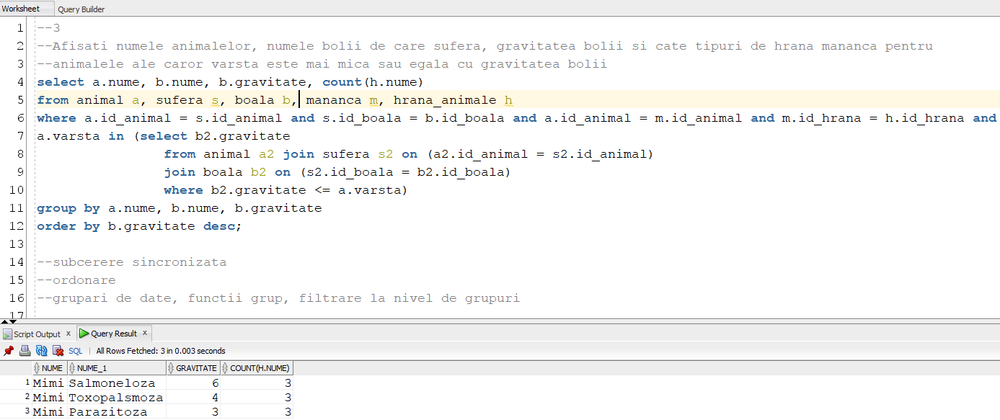 Worksheet Query Builder
1 --3
2 --Afisati numele animalelor, numele bolii de care sufera, gravitatea bolii si cate tipuri de hrana mananca pentru
3 --animalele ale caror varsta este mai mica sau egala cu gravitatea bolii
4 select a.nume, b.nume, b.gravitate, count(h.nume)
5 from animal a, sufera s, boala b, mananca m, hrana_animale h
6 where a.id_animal = s.id_animal and s.id_boala = b.id_boala and a.id_animal = m.id_animal and m.id_hrana = h.id_hrana and
7 a.varsta in (select b2.gravitate
8 from animal a2 join sufera s2 on (a2.id_animal = s2.id_animal)
9 join boala b2 on (s2.id_boala = b2.id_boala)
10 where b2.gravitate <= a.varsta)
11 group by a.nume, b.nume, b.gravitate
12 order by b.gravitate desc;
13
14 --subcerere sincronizata
15 --ordonare
16 --grupari de date, functii grup, filtrare la nivel de grupuri
17
Script Output x Query Result x
SQL | All Rows Fetched: 3 in 0.003 seconds
NUME NUME_1 GRAVITATE COUNT(H.NUME)
1 Mimi Salmoneloza 6 3
2 Mimi Toxopalsmoza 4 3
3 Mimi Parazitoza 3 3